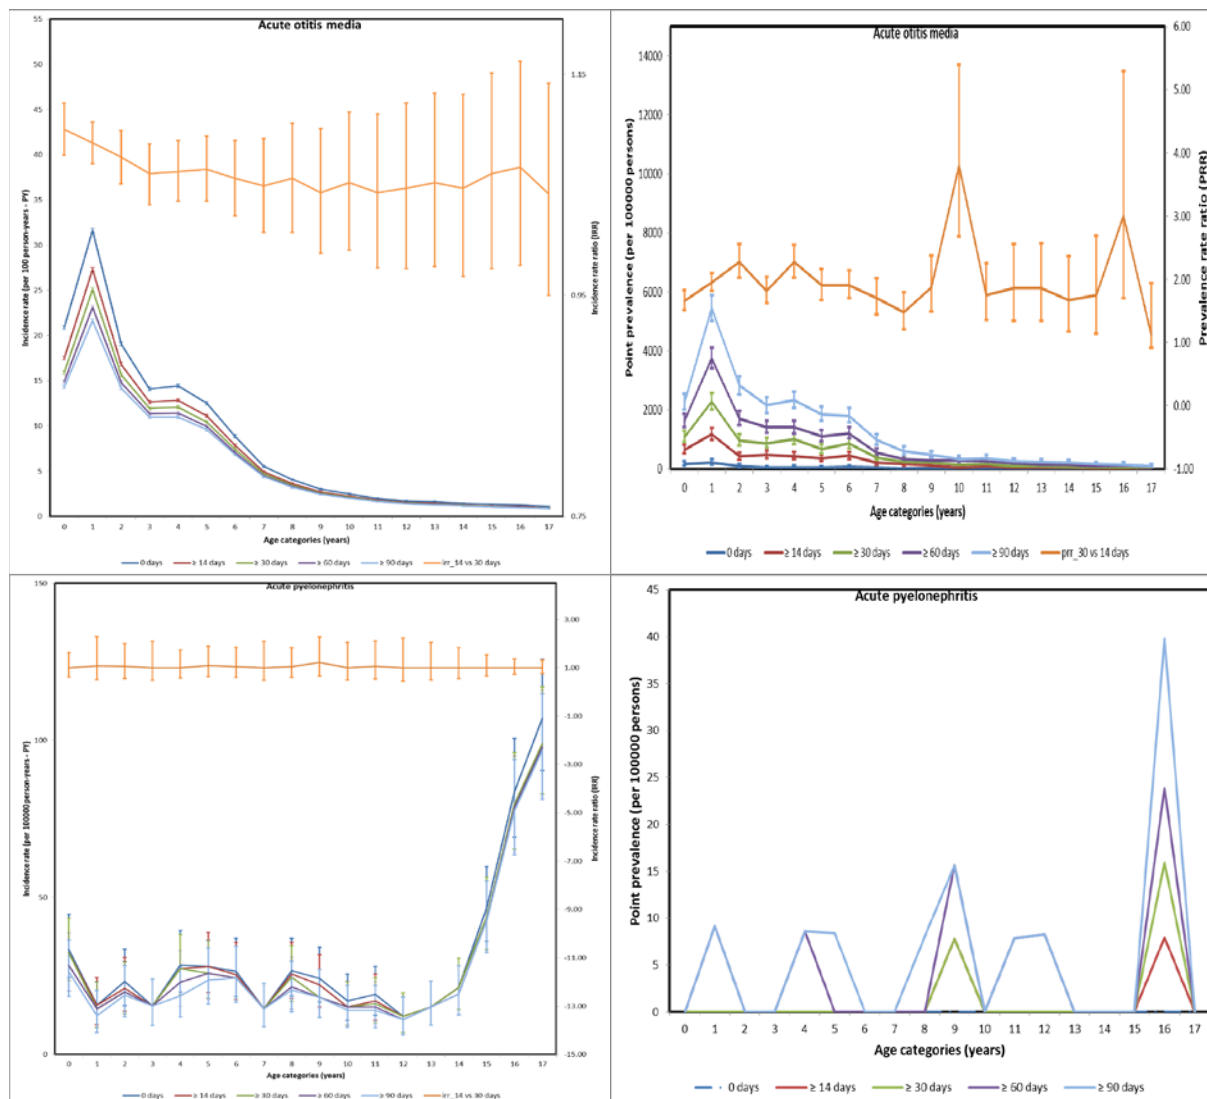 Acute otitis media
Incidence rate (per 100 person-years - PY)
55
50
45
40
35
30
25
20
15
10
5
0
1.15
0.95
0.75
Incidence rate ratio (IRR)
0 1 2 3 4 5 6 7 8 9 10 11 12 13 14 15 16 17
Age categories (years)
0 days ≥ 14 days ≥ 30 days ≥ 60 days ≥ 90 days irr_14 vs 30 days
Acute otitis media
Point prevalence (per 100000 persons)
14000
12000
10000
8000
6000
4000
2000
0
6.00
5.00
4.00
3.00
2.00
1.00
0.00
-1.00
Prevalence rate ratio (PRR)
0 1 2 3 4 5 6 7 8 9 10 11 12 13 14 15 16 17
Age categories (years)
0 days ≥ 14 days ≥ 30 days ≥ 60 days ≥ 90 days prr_30 vs 14 days
Acute pyelonephritis
Incidence rate (per 100000 person-years - PY)
150
100
50
0
3.00
1.00
-1.00
-3.00
-5.00
-7.00
-9.00
-11.00
-13.00
-15.00
Incidence rate ratio (IRR)
0 1 2 3 4 5 6 7 8 9 10 11 12 13 14 15 16 17
Age categories (years)
0 days ≥ 14 days ≥ 30 days ≥ 60 days ≥ 90 days irr_14 vs 30 days
Acute pyelonephritis
Point prevalence (per 100000 persons)
45
40
35
30
25
20
15
10
5
0
0 1 2 3 4 5 6 7 8 9 10 11 12 13 14 15 16 17
Age categories (years)
0 days ≥ 14 days ≥ 30 days ≥ 60 days ≥ 90 days